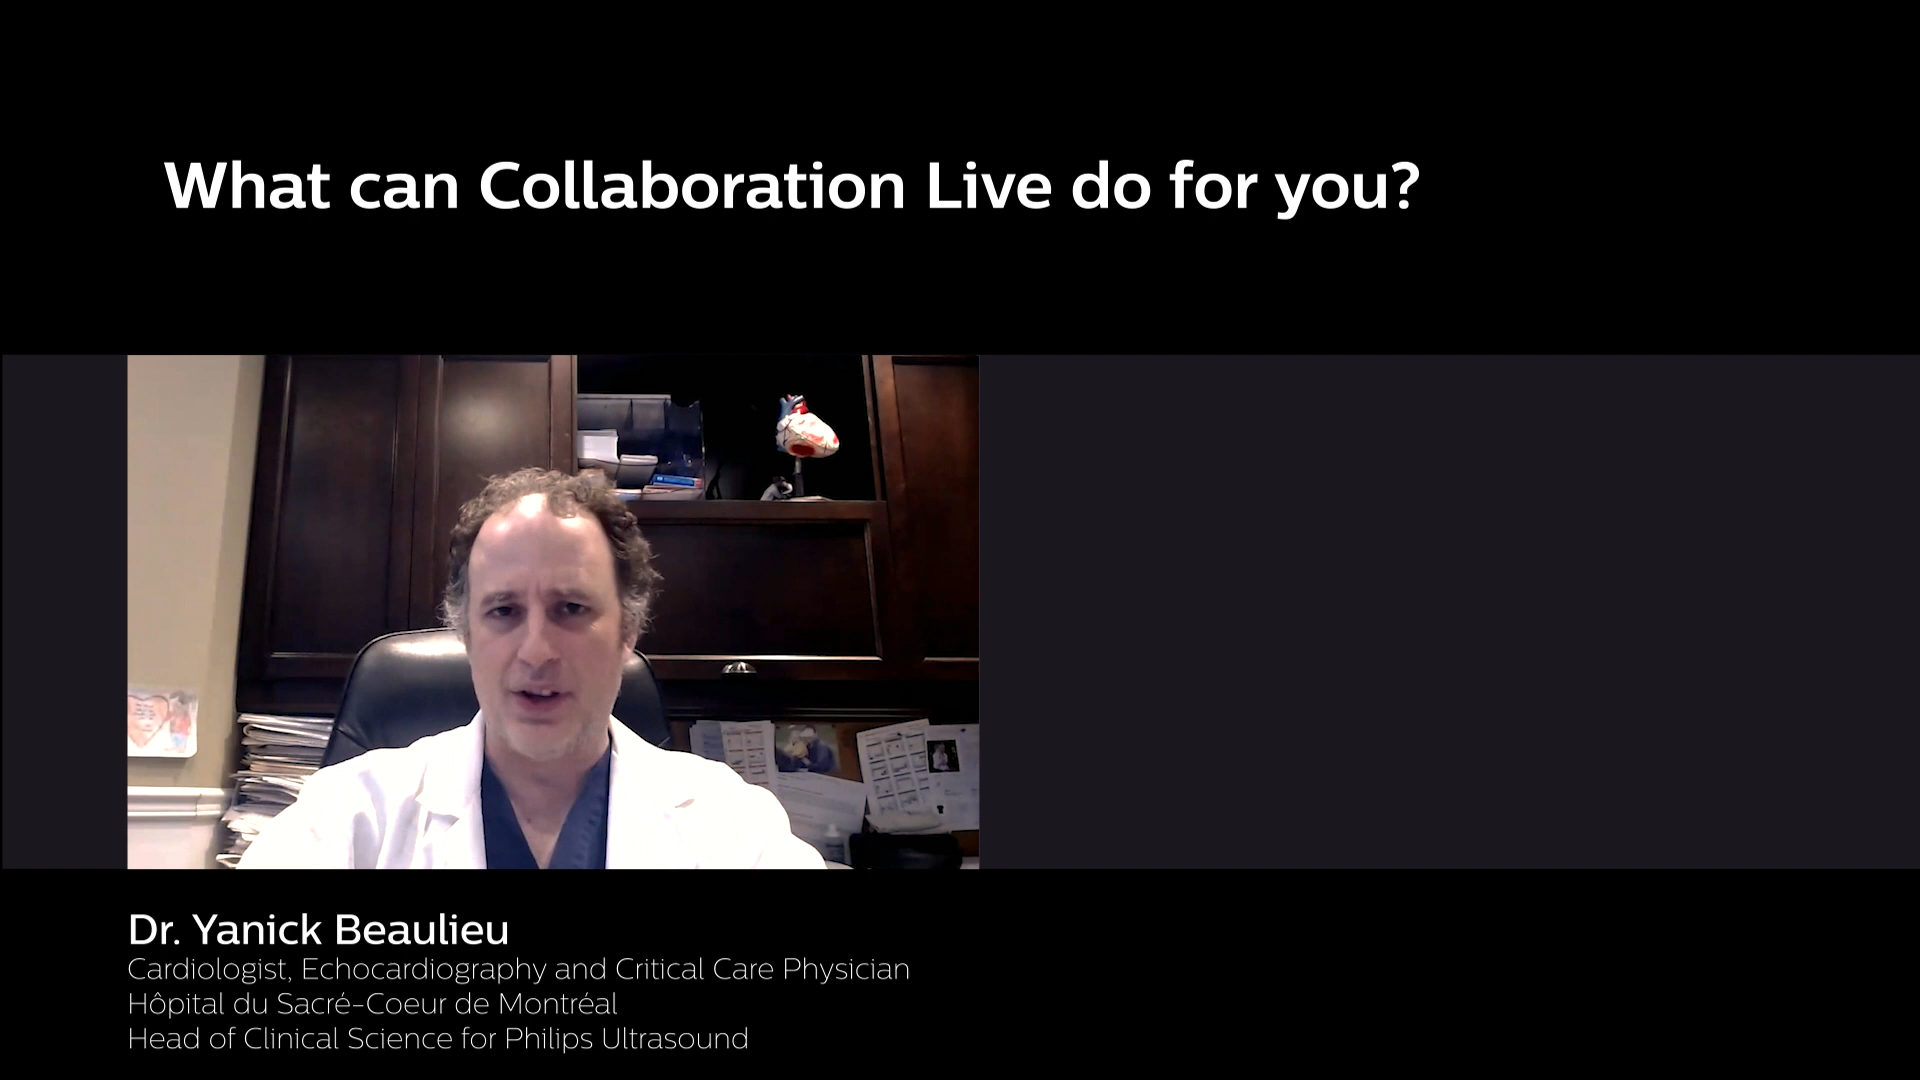 What can Collaboration Live do for you?
Dr. Yanick Beaulieu
Cardiologist, Echocardiography and Critical Care Physician
Hôpital du Sacré-Coeur de Montréal
Head of Clinical Science for Philips Ultrasound